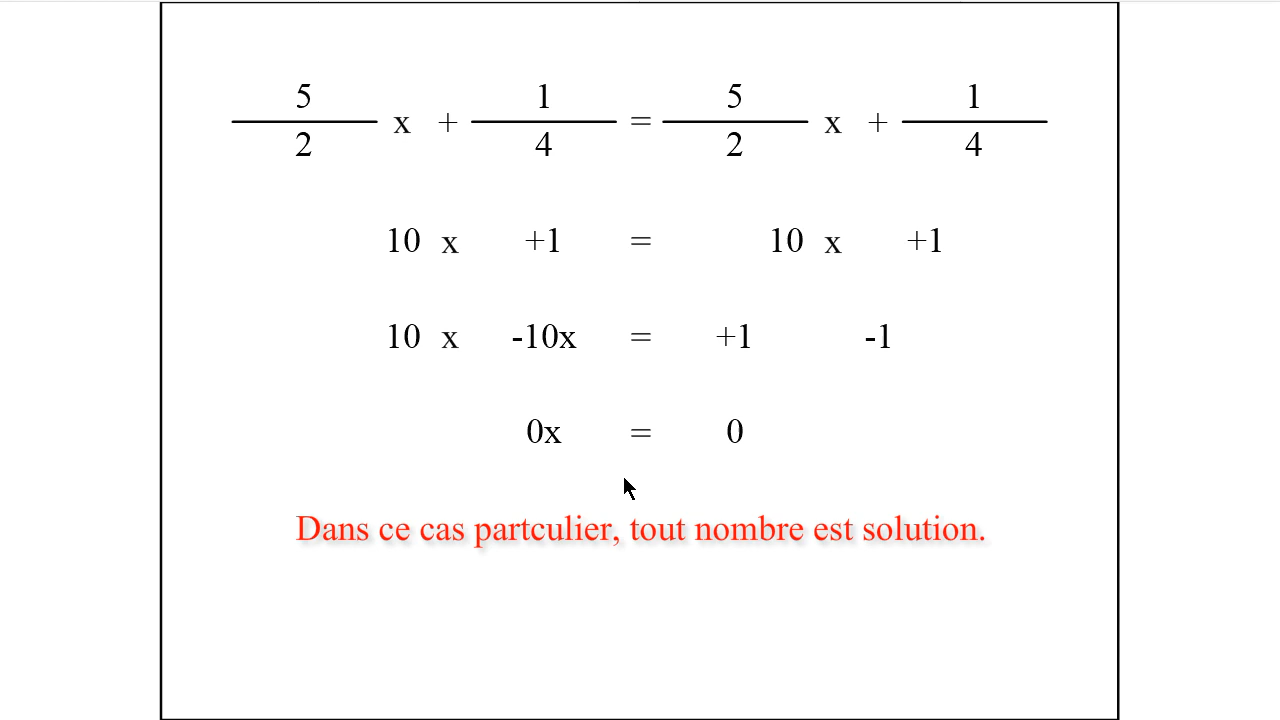 5/2 x + 1/4 = 5/2 x + 1/4
10 x +1 = 10 x +1
10 x -10x = +1 -1
0x = 0
Dans ce cas partculier, tout nombre est solution.